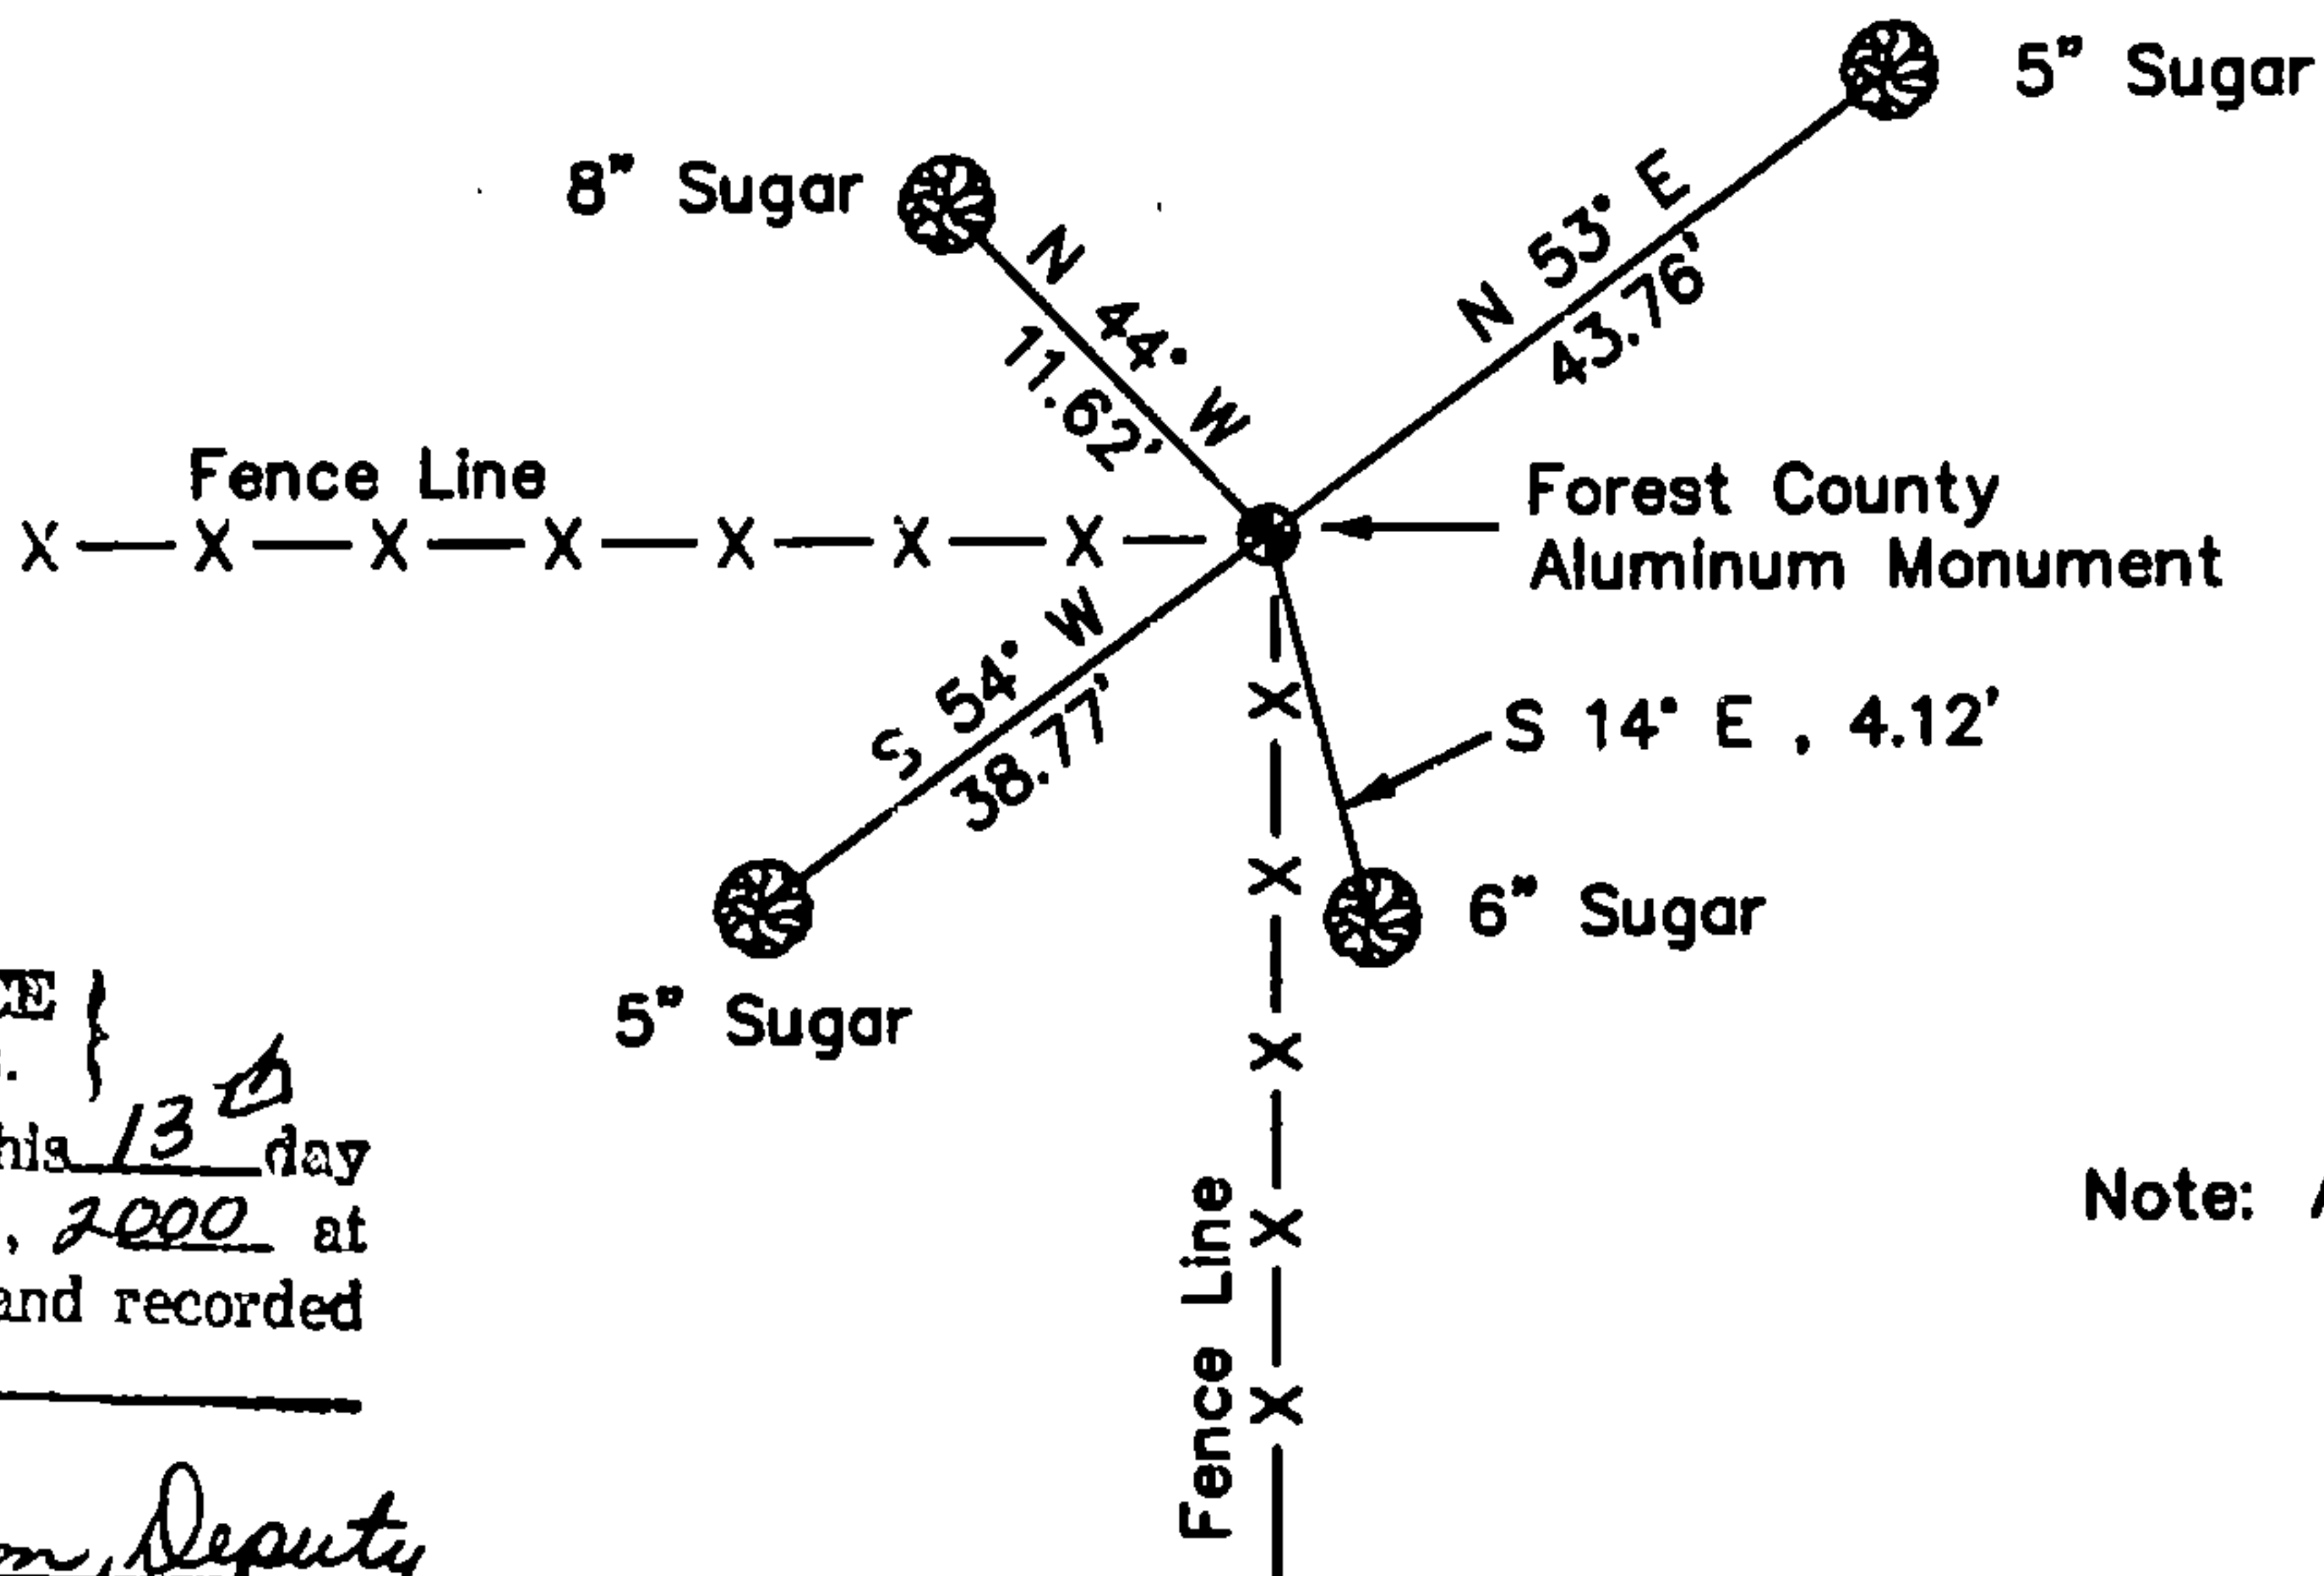 5" Sugar
8" Sugar
N 53° E
43.76'
N 44° W
11.62'
Fence Line
Forest County
Aluminum Monument
S 54° W
38.77'
S 14° E , 4.12'
6" Sugar
5" Sugar
13th day
, 2000 at
and recorded
Fence Line
Note:
Deputy